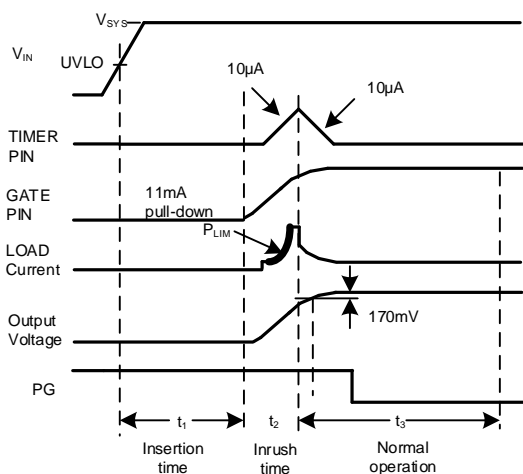 VSYS
VIN
UVLO
10µA
10µA
TIMER
PIN
GATE
PIN
11mA
pull-down
PLIM
LOAD
Current
Output
Voltage
170mV
PG
t1
t2
t3
Insertion
time
Inrush
time
Normal
operation